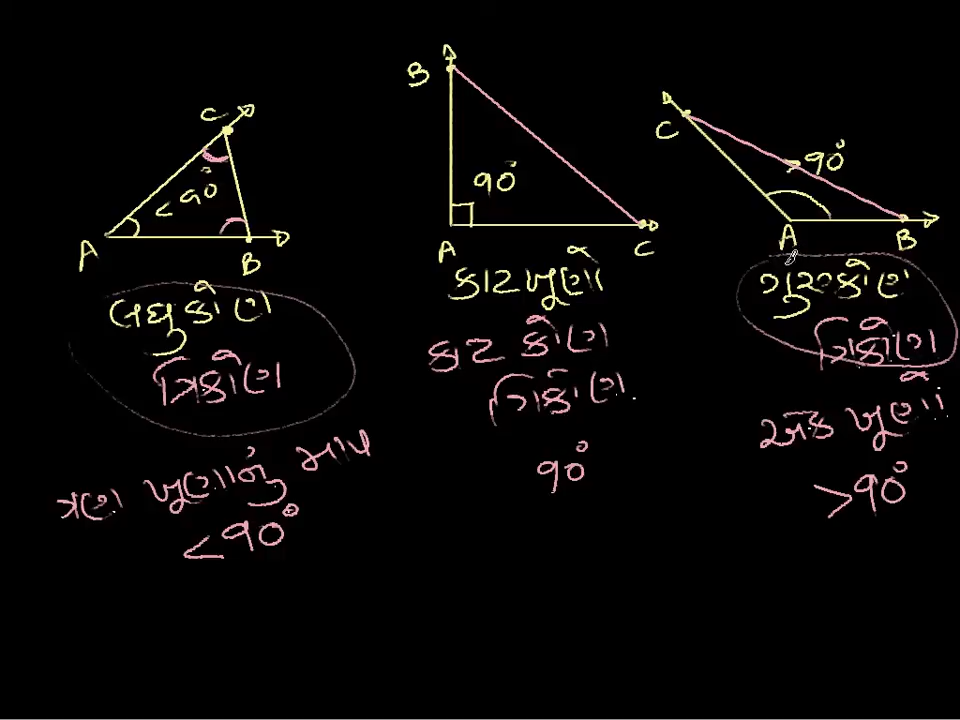 C
< 90°
A
B
લઘુકોણ
ત્રિકોણ
ત્રણ ખૂણાનું માપ
< 90°
B
90°
A
C
કાટખૂણો
કાટકોણ
ત્રિકોણ
90°
C
> 90°
A
B
ગુરુકોણ
ત્રિકોણ
એક ખૂણો
> 90°